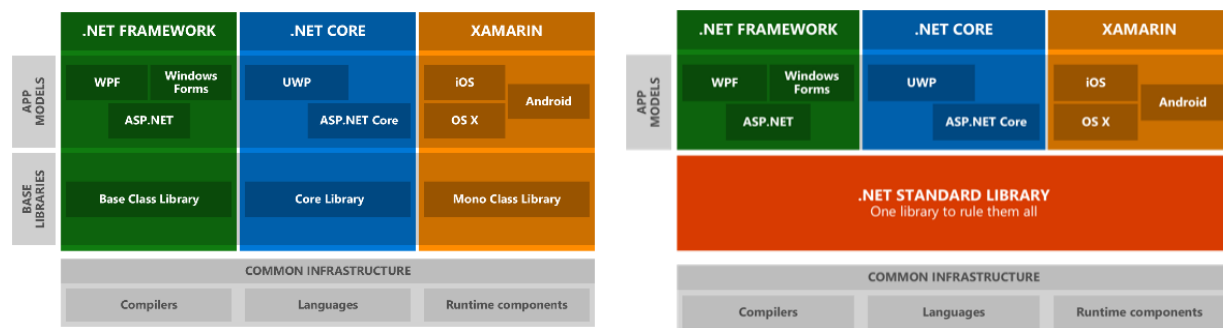 .NET FRAMEWORK
.NET CORE
XAMARIN
APP
MODELS
WPF
Windows
Forms
ASP.NET
UWP
ASP.NET Core
iOS
Android
OS X
BASE
LIBRARIES
Base Class Library
Core Library
Mono Class Library
COMMON INFRASTRUCTURE
Compilers
Languages
Runtime components
.NET FRAMEWORK
.NET CORE
XAMARIN
APP
MODELS
WPF
Windows
Forms
ASP.NET
UWP
ASP.NET Core
iOS
Android
OS X
.NET STANDARD LIBRARY
One library to rule them all
COMMON INFRASTRUCTURE
Compilers
Languages
Runtime components